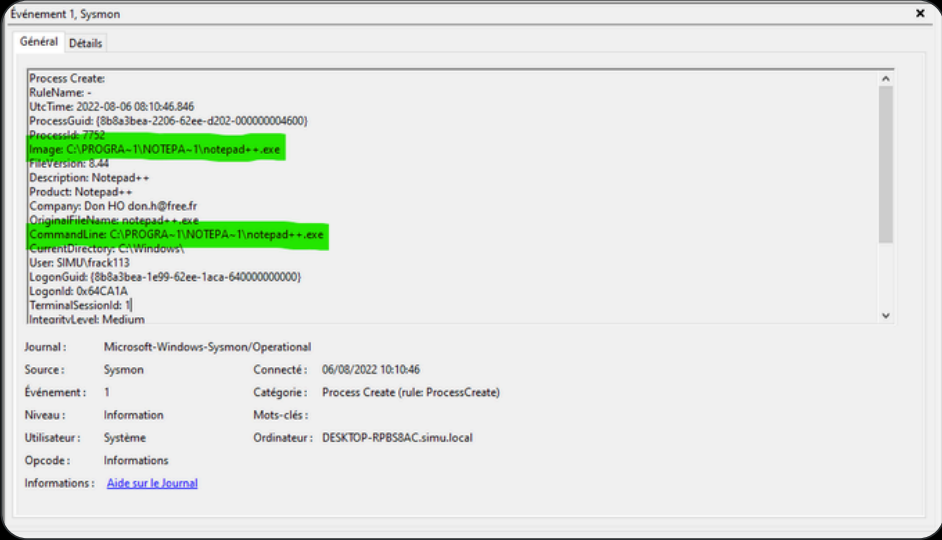 Événement 1, Sysmon
Général Détails
Process Create:
RuleName: -
UtcTime: 2022-08-06 08:10:46.846
ProcessGuid: {8b8a3bea-2206-62ee-d202-000000004600}
ProcessId: 7752
Image: C:\PROGRA~1\NOTEPA~1\notepad++.exe
FileVersion: 8.44
Description: Notepad++
Product: Notepad++
Company: Don HO don.h@free.fr
OriginalFileName: notepad++.exe
CommandLine: C:\PROGRA~1\NOTEPA~1\notepad++.exe
CurrentDirectory: C:\Windows\
User: SIMU\frack113
LogonGuid: {8b8a3bea-1e99-62ee-1aca-640000000000}
LogonId: 0x64CA1A
TerminalSessionId: 1
IntegrityLevel: Medium
Journal : Microsoft-Windows-Sysmon/Operational
Source : Sysmon Connecté : 06/08/2022 10:10:46
Événement : 1 Catégorie : Process Create (rule: ProcessCreate)
Niveau : Information Mots-clés :
Utilisateur : Système Ordinateur : DESKTOP-RPBS8AC.simu.local
Opcode : Informations
Informations : Aide sur le Journal